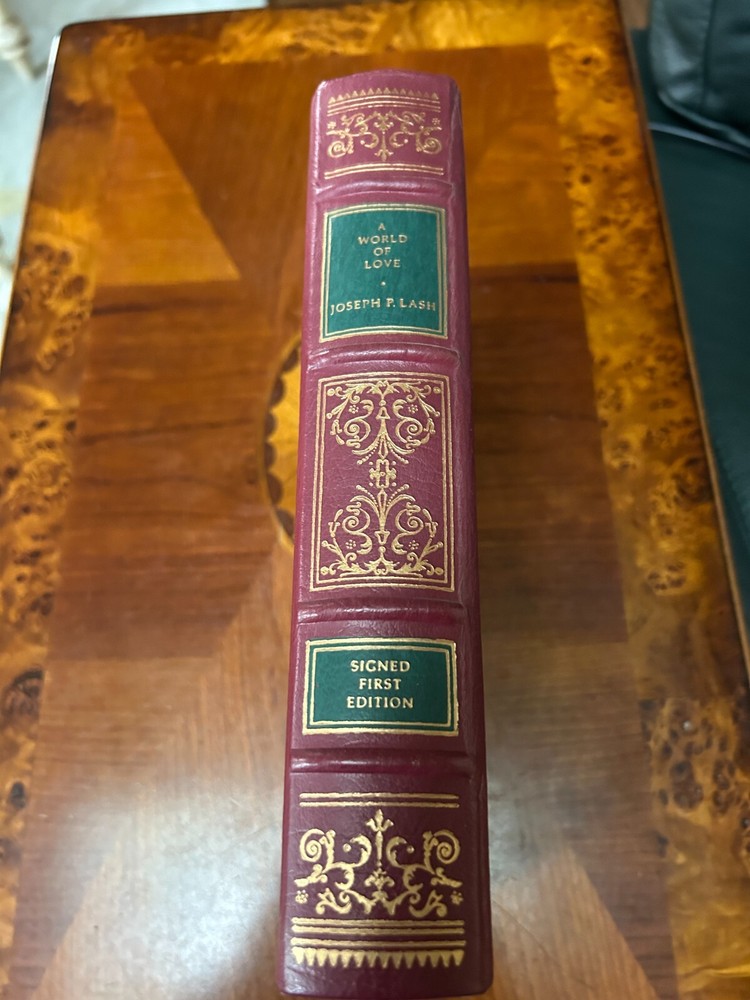 A
WORLD
OF
LOVE
•
JOSEPH P. LASH
SIGNED
FIRST
EDITION